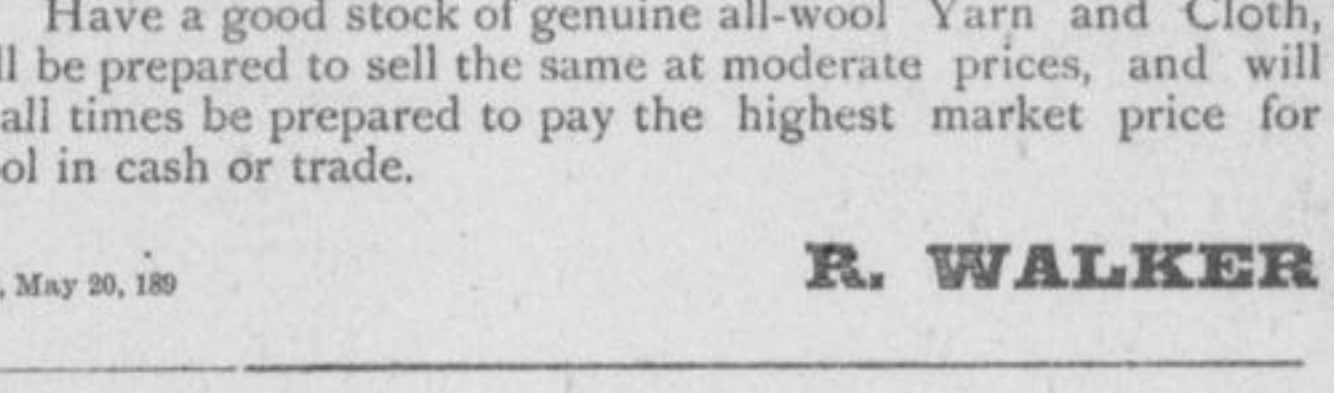 Have a good stock of genuine all-wool Yarn and Cloth,
ll be prepared to sell the same at moderate prices, and will
all times be prepared to pay the highest market price for
ol in cash or trade.
, May 20, 189
R. WALKER